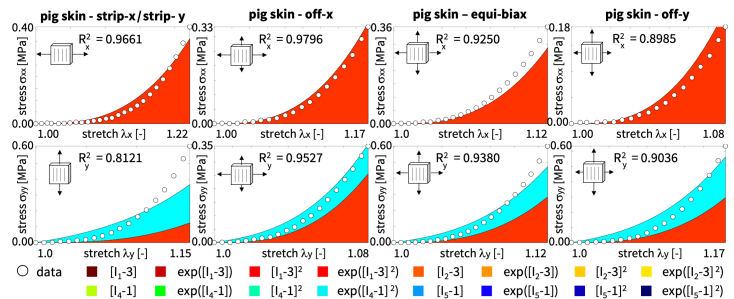 pig skin - strip-x/strip- y
pig skin - off-x
pig skin – equi-biax
pig skin - off-y
0.40
0.00
stress σxx [MPa]
R²x = 0.9661
1.00
stretch λx [-]
1.22
0.33
0.00
stress σxx [MPa]
R²x = 0.9796
1.00
stretch λx [-]
1.17
0.36
0.00
stress σxx [MPa]
R²x = 0.9250
1.00
stretch λx [-]
1.12
0.18
0.00
stress σxx [MPa]
R²x = 0.8985
1.00
stretch λx [-]
1.08
0.60
0.00
stress σyy [MPa]
R²y = 0.8121
1.0
stretch λy [-]
1.15
0.35
0.00
stress σyy [MPa]
R²y = 0.9527
1.0
stretch λy [-]
1.08
0.60
0.00
stress σyy [MPa]
R²y = 0.9380
1.0
stretch λy [-]
1.12
0.60
0.00
stress σyy [MPa]
R²y = 0.9036
1.0
stretch λy [-]
1.17
data [I1-3] exp([I1-3]) [I1-3]² exp([I1-3]²) [I2-3] exp([I2-3]) [I2-3]² exp([I2-3]²)
[I4-1] exp([I4-1]) [I4-1]² exp([I4-1]²) [I5-1] exp([I5-1]) [I5-1]² exp([I5-1]²)